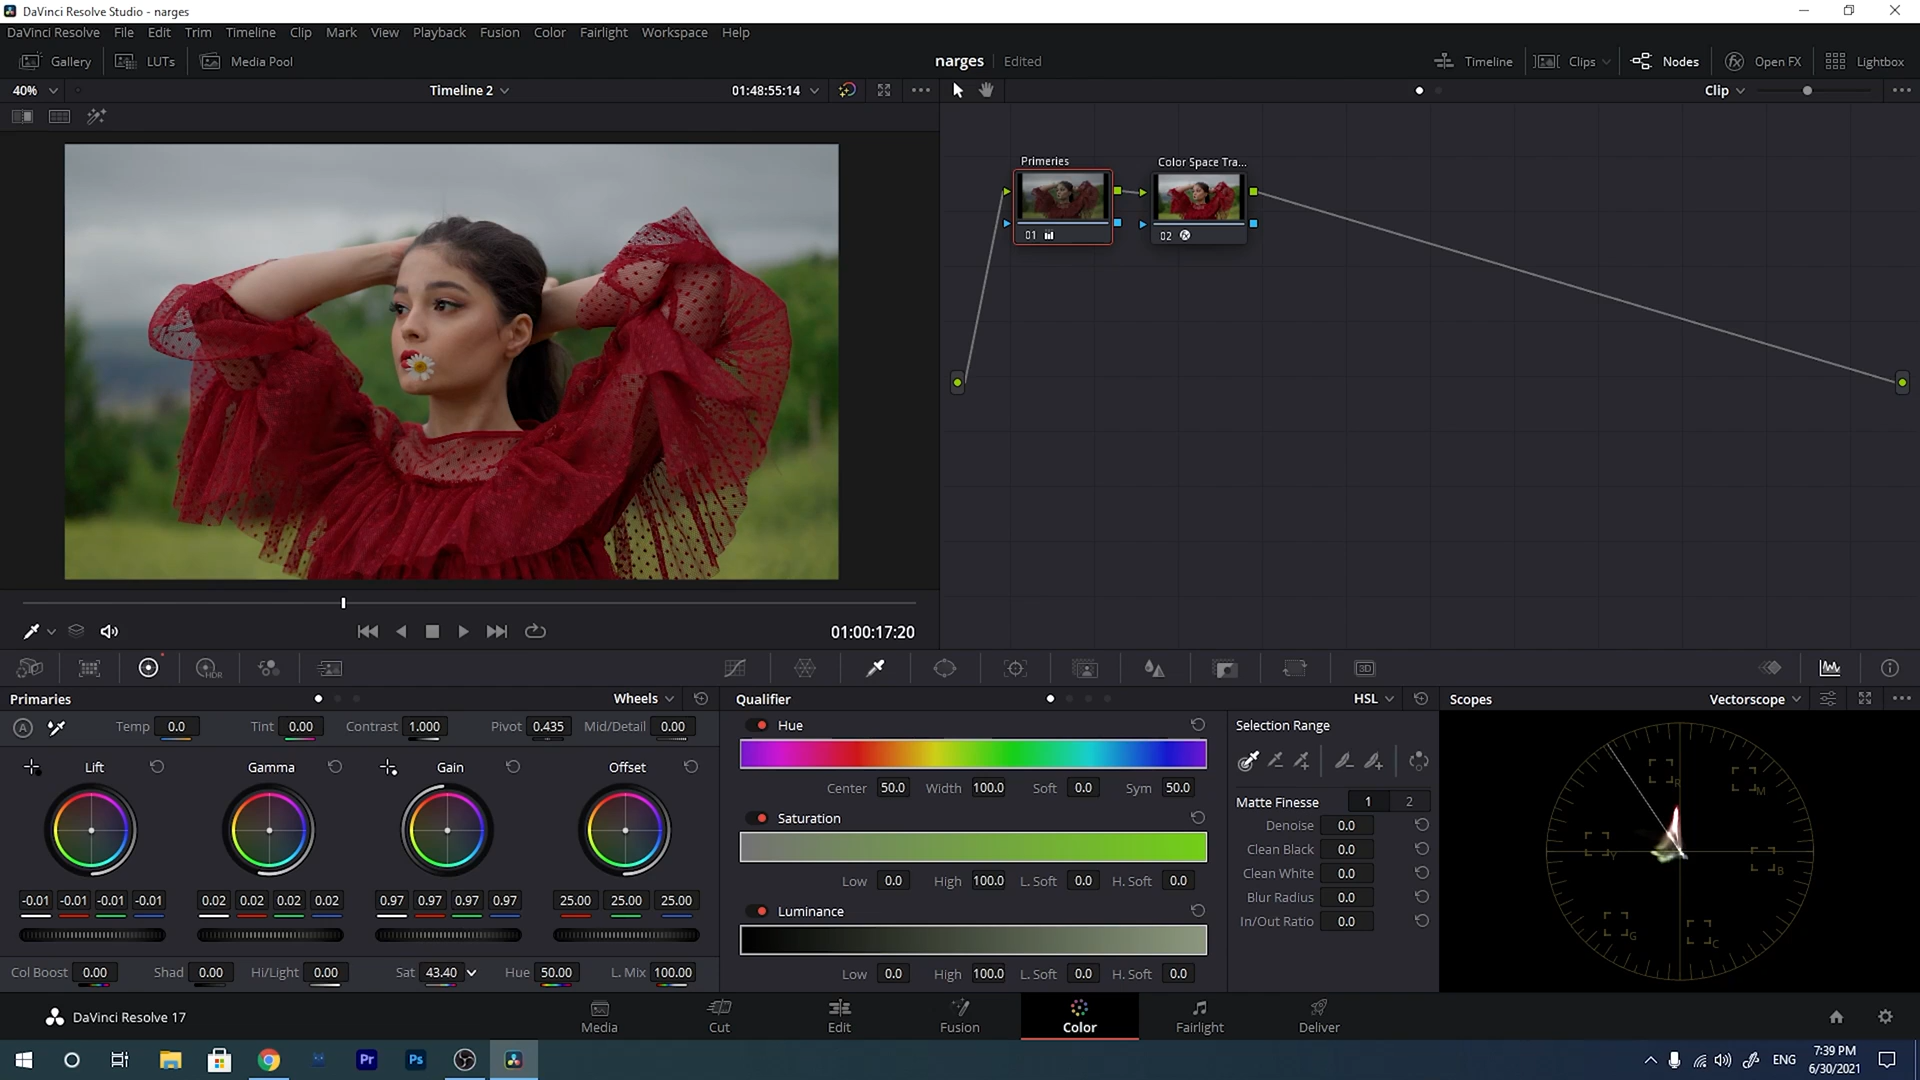 DaVinci Resolve Studio - narges
DaVinci Resolve File Edit Trim Timeline Clip Mark View Playback Fusion Color Fairlight Workspace Help
Gallery LUTs Media Pool narges Edited Timeline Clips Nodes Open FX Lightbox
40% Timeline 2 01:48:55:14 Clip
Primeries Color Space Tra...
01 02
01:00:17:20
HDR 3D
Primaries Wheels Qualifier HSL Scopes Vectorscope
A Temp 0.0 Tint 0.00 Contrast 1.000 Pivot 0.435 Mid/Detail 0.00
Lift Gamma Gain Offset
-0.01 -0.01 -0.01 -0.01 0.02 0.02 0.02 0.02 0.97 0.97 0.97 0.97 25.00 25.00 25.00
Col Boost 0.00 Shad 0.00 Hi/Light 0.00 Sat 43.40 Hue 50.00 L. Mix 100.00
Hue
Center 50.0 Width 100.0 Soft 0.0 Sym 50.0
Saturation
Low 0.0 High 100.0 L. Soft 0.0 H. Soft 0.0
Luminance
Low 0.0 High 100.0 L. Soft 0.0 H. Soft 0.0
Selection Range
Matte Finesse 1 2
Denoise 0.0
Clean Black 0.0
Clean White 0.0
Blur Radius 0.0
In/Out Ratio 0.0
R M
Y B
G C
DaVinci Resolve 17 Media Cut Edit Fusion Color Fairlight Deliver
Pr Ps ENG 7:39 PM
6/30/2021